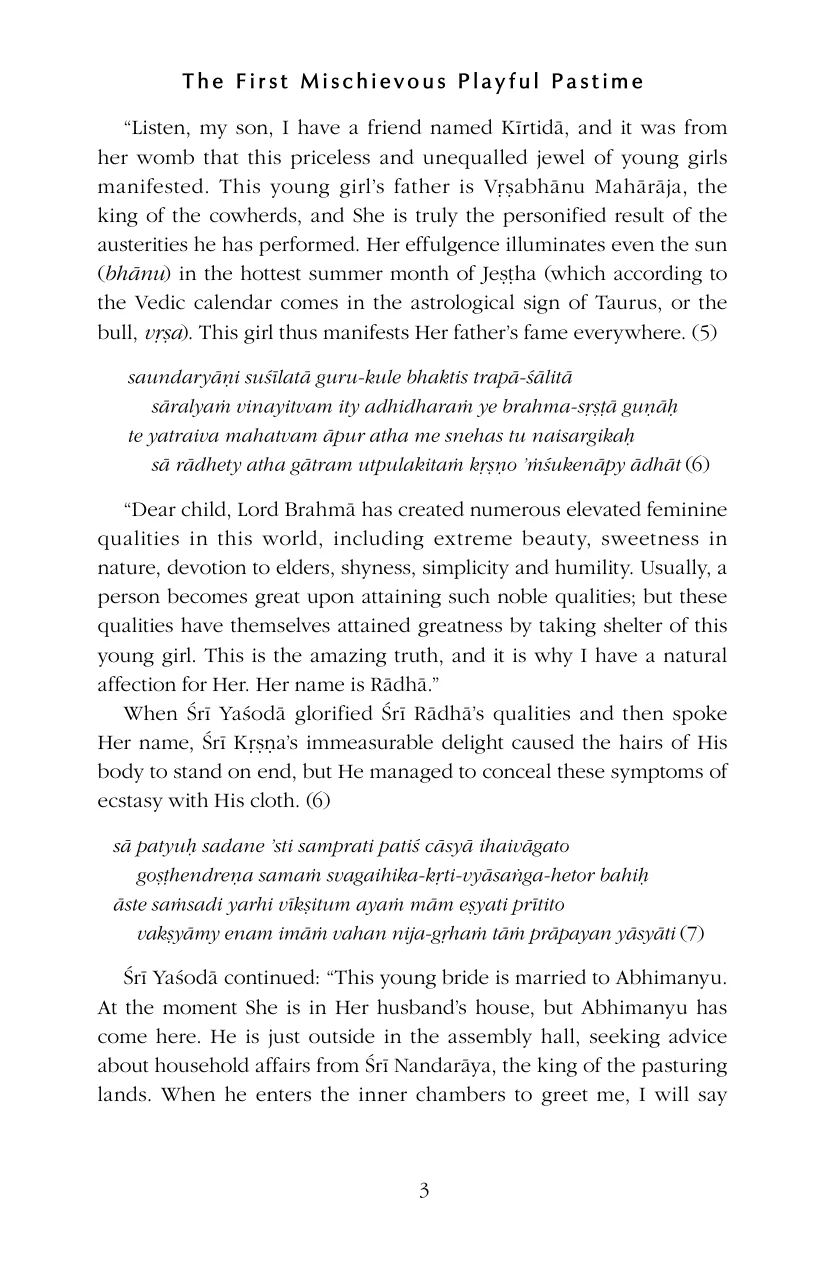 The First Mischievous Playful Pastime
“Listen, my son, I have a friend named Kīrtidā, and it was from
her womb that this priceless and unequalled jewel of young girls
manifested. This young girl’s father is Vṛṣabhānu Mahārāja, the
king of the cowherds, and She is truly the personified result of the
austerities he has performed. Her effulgence illuminates even the sun
(bhānu) in the hottest summer month of Jeṣṭha (which according to
the Vedic calendar comes in the astrological sign of Taurus, or the
bull, vṛṣa). This girl thus manifests Her father’s fame everywhere. (5)
saundaryāṇi suśīlatā guru-kule bhaktis trapā-śālitā
sāralyaṁ vinayitvam ity adhidharaṁ ye brahma-sṛṣṭā guṇāḥ
te yatraiva mahatvam āpur atha me snehas tu naisargikaḥ
sā rādhety atha gātram utpulakitaṁ kṛṣṇo ’ṁśukenāpy ādhāt (6)
“Dear child, Lord Brahmā has created numerous elevated feminine
qualities in this world, including extreme beauty, sweetness in
nature, devotion to elders, shyness, simplicity and humility. Usually, a
person becomes great upon attaining such noble qualities; but these
qualities have themselves attained greatness by taking shelter of this
young girl. This is the amazing truth, and it is why I have a natural
affection for Her. Her name is Rādhā.”
When Śrī Yaśodā glorified Śrī Rādhā’s qualities and then spoke
Her name, Śrī Kṛṣṇa’s immeasurable delight caused the hairs of His
body to stand on end, but He managed to conceal these symptoms of
ecstasy with His cloth. (6)
sā patyuḥ sadane ’sti samprati patiś cāsyā ihaivāgato
goṣṭhendreṇa samaṁ svagaihika-kṛti-vyāsaṅga-hetor bahiḥ
āste saṁsadi yarhi vīkṣitum ayaṁ mām eṣyati prītito
vakṣyāmy enam imāṁ vahan nija-gṛhaṁ tāṁ prāpayan yāsyāti (7)
Śrī Yaśodā continued: “This young bride is married to Abhimanyu.
At the moment She is in Her husband’s house, but Abhimanyu has
come here. He is just outside in the assembly hall, seeking advice
about household affairs from Śrī Nandarāya, the king of the pasturing
lands. When he enters the inner chambers to greet me, I will say
3